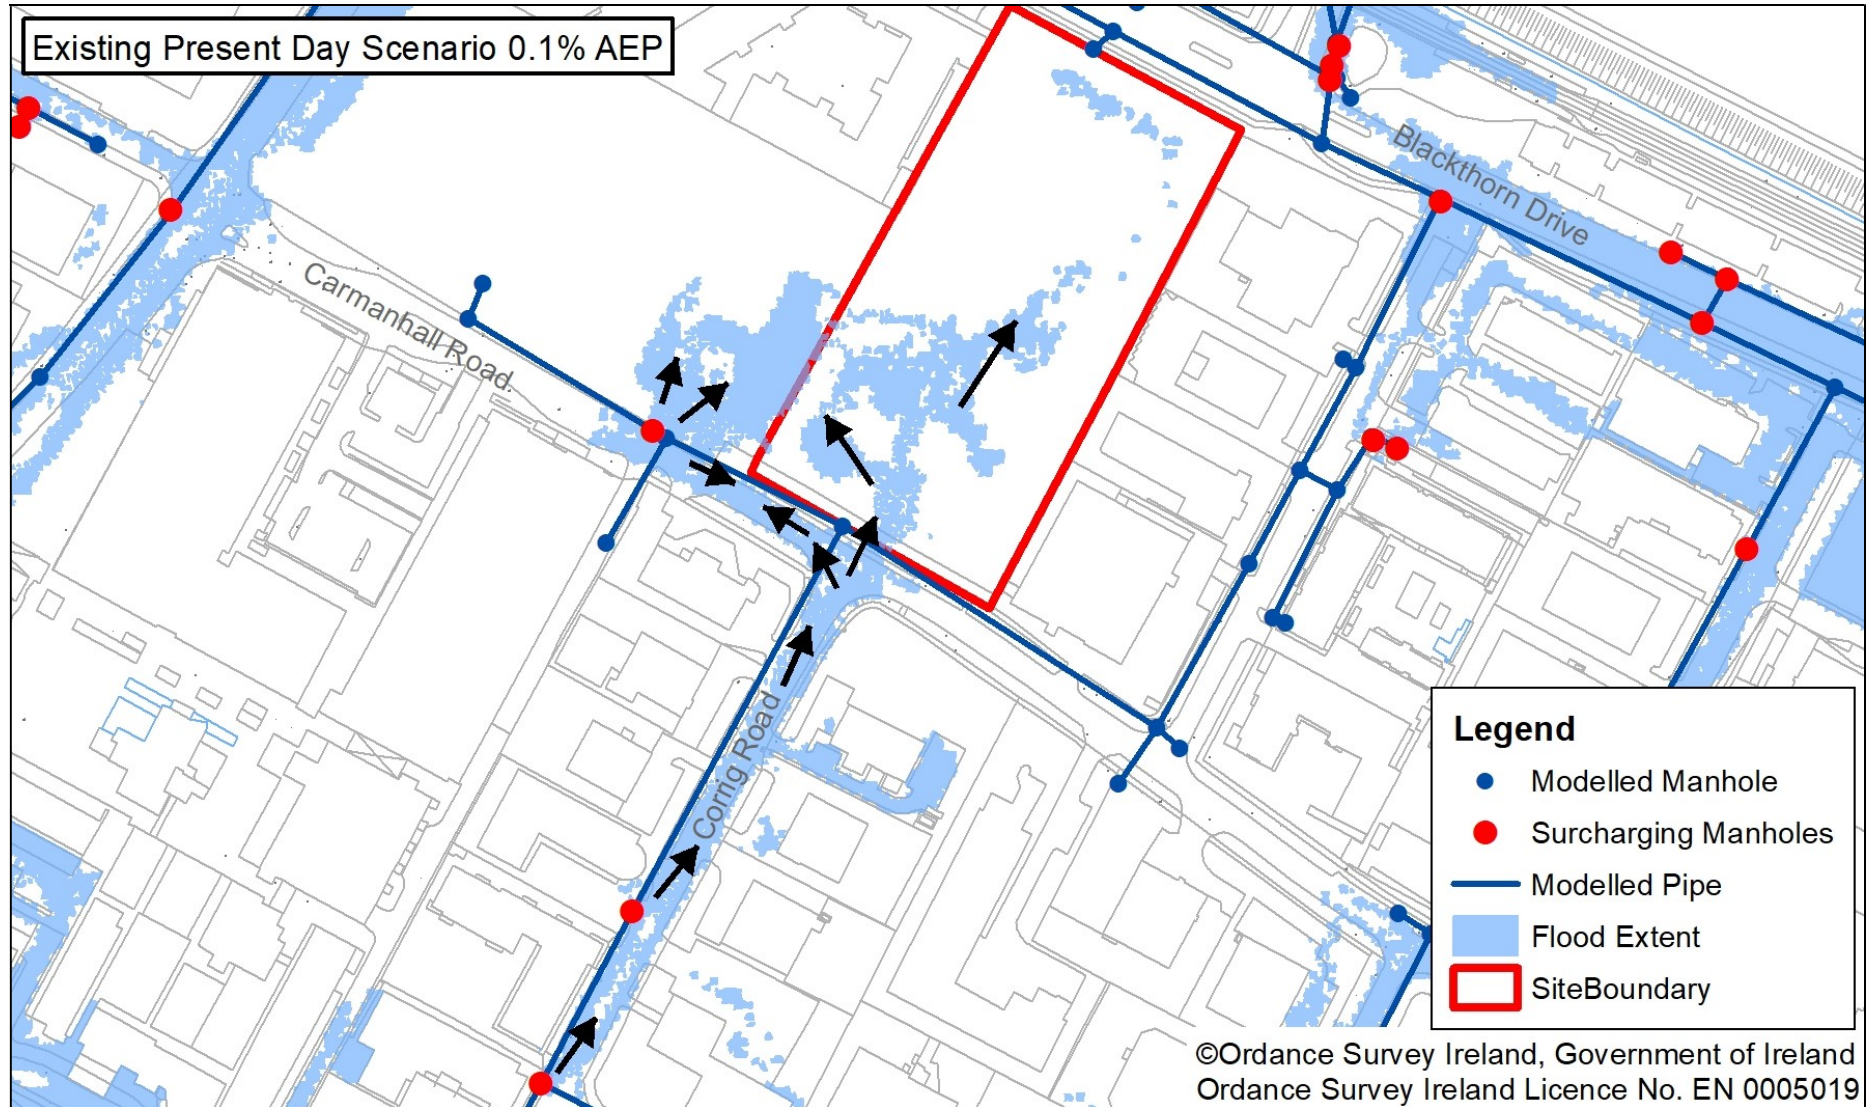 Existing Present Day Scenario 0.1% AEP
Blackthorn Drive
Carmanhall Road
Corrig Road
Legend
Modelled Manhole
Surcharging Manholes
Modelled Pipe
Flood Extent
SiteBoundary
©Ordance Survey Ireland, Government of Ireland
Ordance Survey Ireland Licence No. EN 0005019